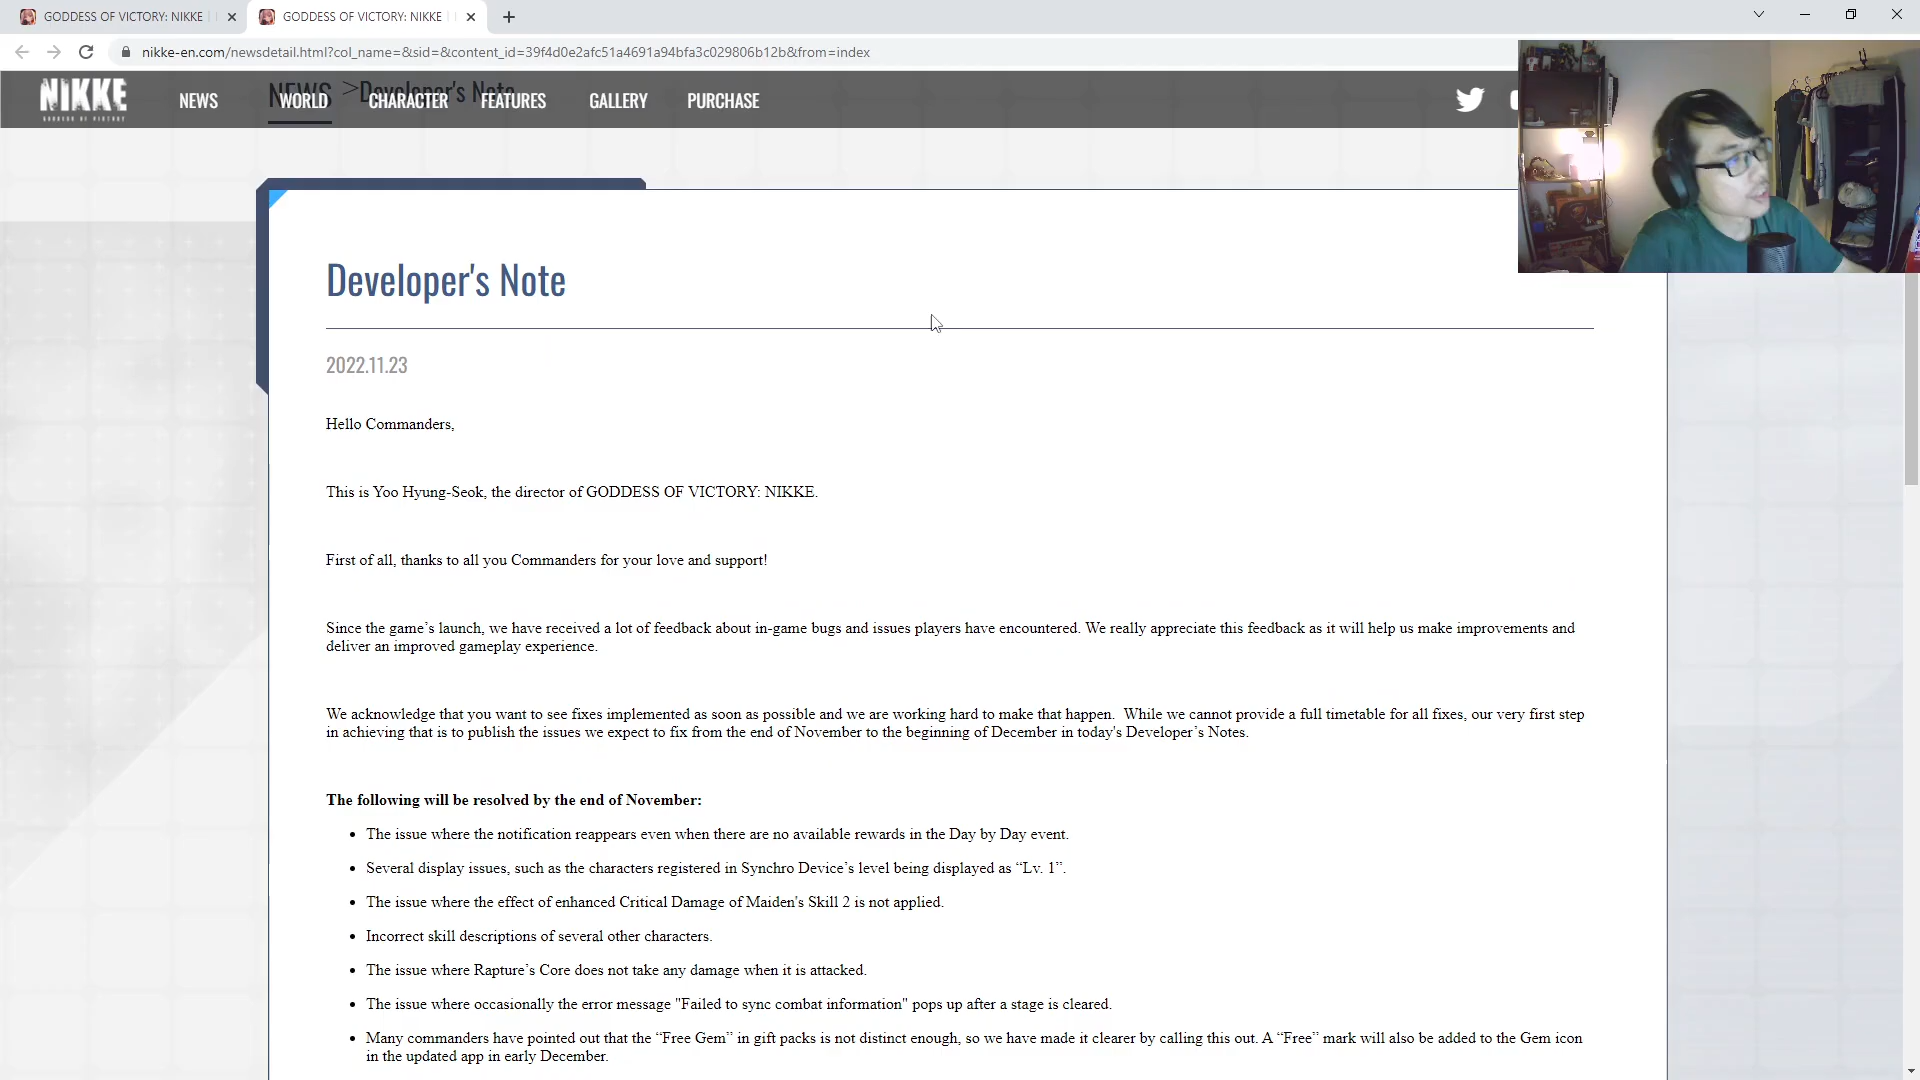 GODDESS OF VICTORY: NIKKE
GODDESS OF VICTORY: NIKKE
nikke-en.com/newsdetail.html?col_name=&sid=&content_id=39f4d0e2afc51a4691a94bfa3c029806b12b&from=index
NIKKE
GODDESS OF VICTORY
NEWS
WORLD
CHARACTER
FEATURES
GALLERY
PURCHASE
NEWS >Developer's Note
Developer's Note
2022.11.23
Hello Commanders,
This is Yoo Hyung-Seok, the director of GODDESS OF VICTORY: NIKKE.
First of all, thanks to all you Commanders for your love and support!
Since the game’s launch, we have received a lot of feedback about in-game bugs and issues players have encountered. We really appreciate this feedback as it will help us make improvements and
deliver an improved gameplay experience.
We acknowledge that you want to see fixes implemented as soon as possible and we are working hard to make that happen.  While we cannot provide a full timetable for all fixes, our very first step
in achieving that is to publish the issues we expect to fix from the end of November to the beginning of December in today's Developer’s Notes.
The following will be resolved by the end of November:
• The issue where the notification reappears even when there are no available rewards in the Day by Day event.
• Several display issues, such as the characters registered in Synchro Device’s level being displayed as “Lv. 1”.
• The issue where the effect of enhanced Critical Damage of Maiden's Skill 2 is not applied.
• Incorrect skill descriptions of several other characters.
• The issue where Rapture’s Core does not take any damage when it is attacked.
• The issue where occasionally the error message "Failed to sync combat information" pops up after a stage is cleared.
• Many commanders have pointed out that the “Free Gem” in gift packs is not distinct enough, so we have made it clearer by calling this out. A “Free” mark will also be added to the Gem icon
in the updated app in early December.